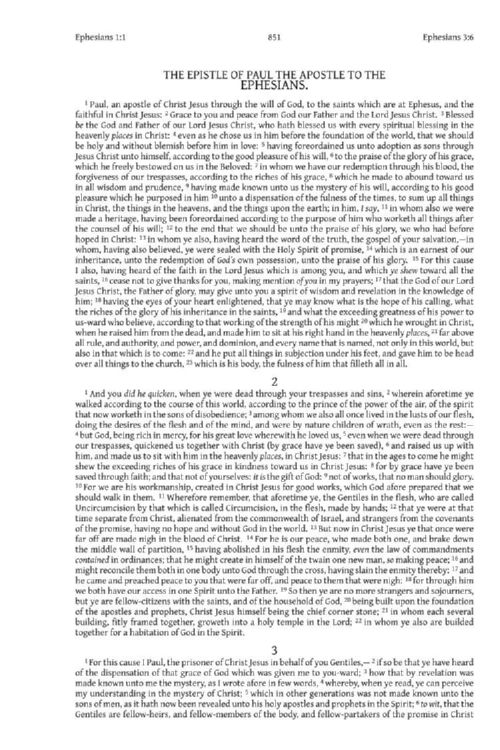 Ephesians 1:1 851 Ephesians 3:6
THE EPISTLE OF PAUL THE APOSTLE TO THE
EPHESIANS.
1 Paul, an apostle of Christ Jesus through the will of God, to the saints which are at Ephesus, and the
faithful in Christ Jesus: 2 Grace to you and peace from God our Father and the Lord Jesus Christ. 3 Blessed
be the God and Father of our Lord Jesus Christ, who hath blessed us with every spiritual blessing in the
heavenly places in Christ: 4 even as he chose us in him before the foundation of the world, that we should
be holy and without blemish before him in love: 5 having foreordained us unto adoption as sons through
Jesus Christ unto himself, according to the good pleasure of his will, 6 to the praise of the glory of his grace,
which he freely bestowed on us in the Beloved: 7 in whom we have our redemption through his blood, the
forgiveness of our trespasses, according to the riches of his grace, 8 which he made to abound toward us
in all wisdom and prudence, 9 having made known unto us the mystery of his will, according to his good
pleasure which he purposed in him 10 unto a dispensation of the fulness of the times, to sum up all things
in Christ, the things in the heavens, and the things upon the earth; in him, I say, 11 in whom also we were
made a heritage, having been foreordained according to the purpose of him who worketh all things after
the counsel of his will; 12 to the end that we should be unto the praise of his glory, we who had before
hoped in Christ: 13 in whom ye also, having heard the word of the truth, the gospel of your salvation,—in
whom, having also believed, ye were sealed with the Holy Spirit of promise, 14 which is an earnest of our
inheritance, unto the redemption of God's own possession, unto the praise of his glory. 15 For this cause
I also, having heard of the faith in the Lord Jesus which is among you, and which ye shew toward all the
saints, 16 cease not to give thanks for you, making mention of you in my prayers; 17 that the God of our Lord
Jesus Christ, the Father of glory, may give unto you a spirit of wisdom and revelation in the knowledge of
him; 18 having the eyes of your heart enlightened, that ye may know what is the hope of his calling, what
the riches of the glory of his inheritance in the saints, 19 and what the exceeding greatness of his power to
us-ward who believe, according to that working of the strength of his might 20 which he wrought in Christ,
when he raised him from the dead, and made him to sit at his right hand in the heavenly places, 21 far above
all rule, and authority, and power, and dominion, and every name that is named, not only in this world, but
also in that which is to come: 22 and he put all things in subjection under his feet, and gave him to be head
over all things to the church, 23 which is his body, the fulness of him that filleth all in all.
2
1 And you did he quicken, when ye were dead through your trespasses and sins, 2 wherein aforetime ye
walked according to the course of this world, according to the prince of the power of the air, of the spirit
that now worketh in the sons of disobedience; 3 among whom we also all once lived in the lusts of our flesh,
doing the desires of the flesh and of the mind, and were by nature children of wrath, even as the rest:—
4 but God, being rich in mercy, for his great love wherewith he loved us, 5 even when we were dead through
our trespasses, quickened us together with Christ (by grace have ye been saved), 6 and raised us up with
him, and made us to sit with him in the heavenly places, in Christ Jesus: 7 that in the ages to come he might
shew the exceeding riches of his grace in kindness toward us in Christ Jesus: 8 for by grace have ye been
saved through faith; and that not of yourselves: it is the gift of God: 9 not of works, that no man should glory.
10 For we are his workmanship, created in Christ Jesus for good works, which God afore prepared that we
should walk in them. 11 Wherefore remember, that aforetime ye, the Gentiles in the flesh, who are called
Uncircumcision by that which is called Circumcision, in the flesh, made by hands; 12 that ye were at that
time separate from Christ, alienated from the commonwealth of Israel, and strangers from the covenants
of the promise, having no hope and without God in the world. 13 But now in Christ Jesus ye that once were
far off are made nigh in the blood of Christ. 14 For he is our peace, who made both one, and brake down
the middle wall of partition, 15 having abolished in his flesh the enmity, even the law of commandments
contained in ordinances; that he might create in himself of the twain one new man, so making peace; 16 and
might reconcile them both in one body unto God through the cross, having slain the enmity thereby: 17 and
he came and preached peace to you that were far off, and peace to them that were nigh: 18 for through him
we both have our access in one Spirit unto the Father. 19 So then ye are no more strangers and sojourners,
but ye are fellow-citizens with the saints, and of the household of God, 20 being built upon the foundation
of the apostles and prophets, Christ Jesus himself being the chief corner stone; 21 in whom each several
building, fitly framed together, groweth into a holy temple in the Lord; 22 in whom ye also are builded
together for a habitation of God in the Spirit.
3
1 For this cause I Paul, the prisoner of Christ Jesus in behalf of you Gentiles,— 2 if so be that ye have heard
of the dispensation of that grace of God which was given me to you-ward; 3 how that by revelation was
made known unto me the mystery, as I wrote afore in few words, 4 whereby, when ye read, ye can perceive
my understanding in the mystery of Christ; 5 which in other generations was not made known unto the
sons of men, as it hath now been revealed unto his holy apostles and prophets in the Spirit; 6 to wit, that the
Gentiles are fellow-heirs, and fellow-members of the body, and fellow-partakers of the promise in Christ